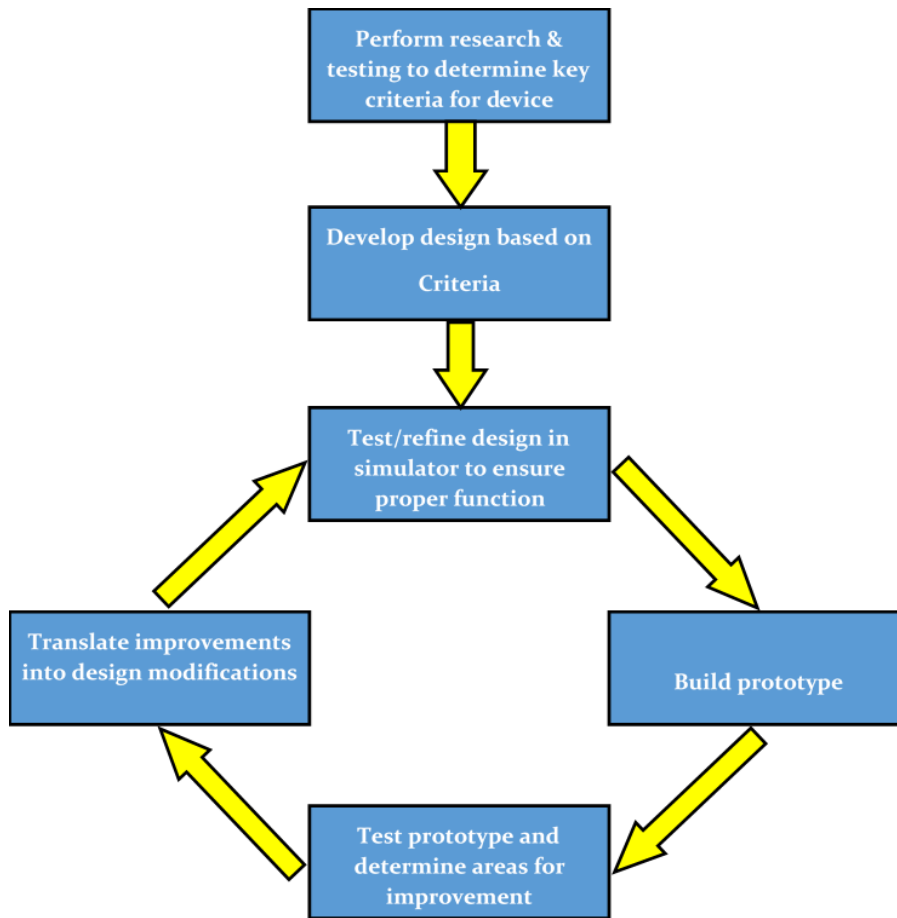 Perform research &
testing to determine key
criteria for device
Develop design based on
Criteria
Test/refine design in
simulator to ensure
proper function
Translate improvements
into design modifications
Build prototype
Test prototype and
determine areas for
improvement